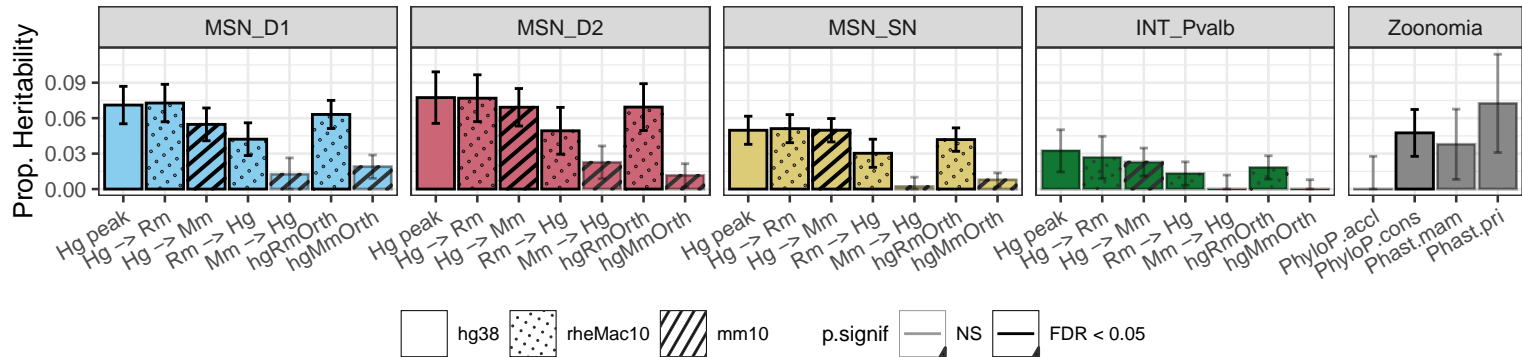 MSN_D1 MSN_D2 MSN_SN INT_Pvalb Zoonomia
Prop. Heritability
0.09
0.06
0.03
0.00
Hg peak Hg -> Rm Hg -> Mm Rm -> Hg Mm -> Hg hgRmOrth hgMmOrth
Hg peak Hg -> Rm Hg -> Mm Rm -> Hg Mm -> Hg hgRmOrth hgMmOrth
Hg peak Hg -> Rm Hg -> Mm Rm -> Hg Mm -> Hg hgRmOrth hgMmOrth
Hg peak Hg -> Rm Hg -> Mm Rm -> Hg Mm -> Hg hgRmOrth hgMmOrth
PhyloP.accl PhyloP.cons Phast.mam Phast.pri
hg38 rheMac10 mm10 p.signif NS FDR < 0.05